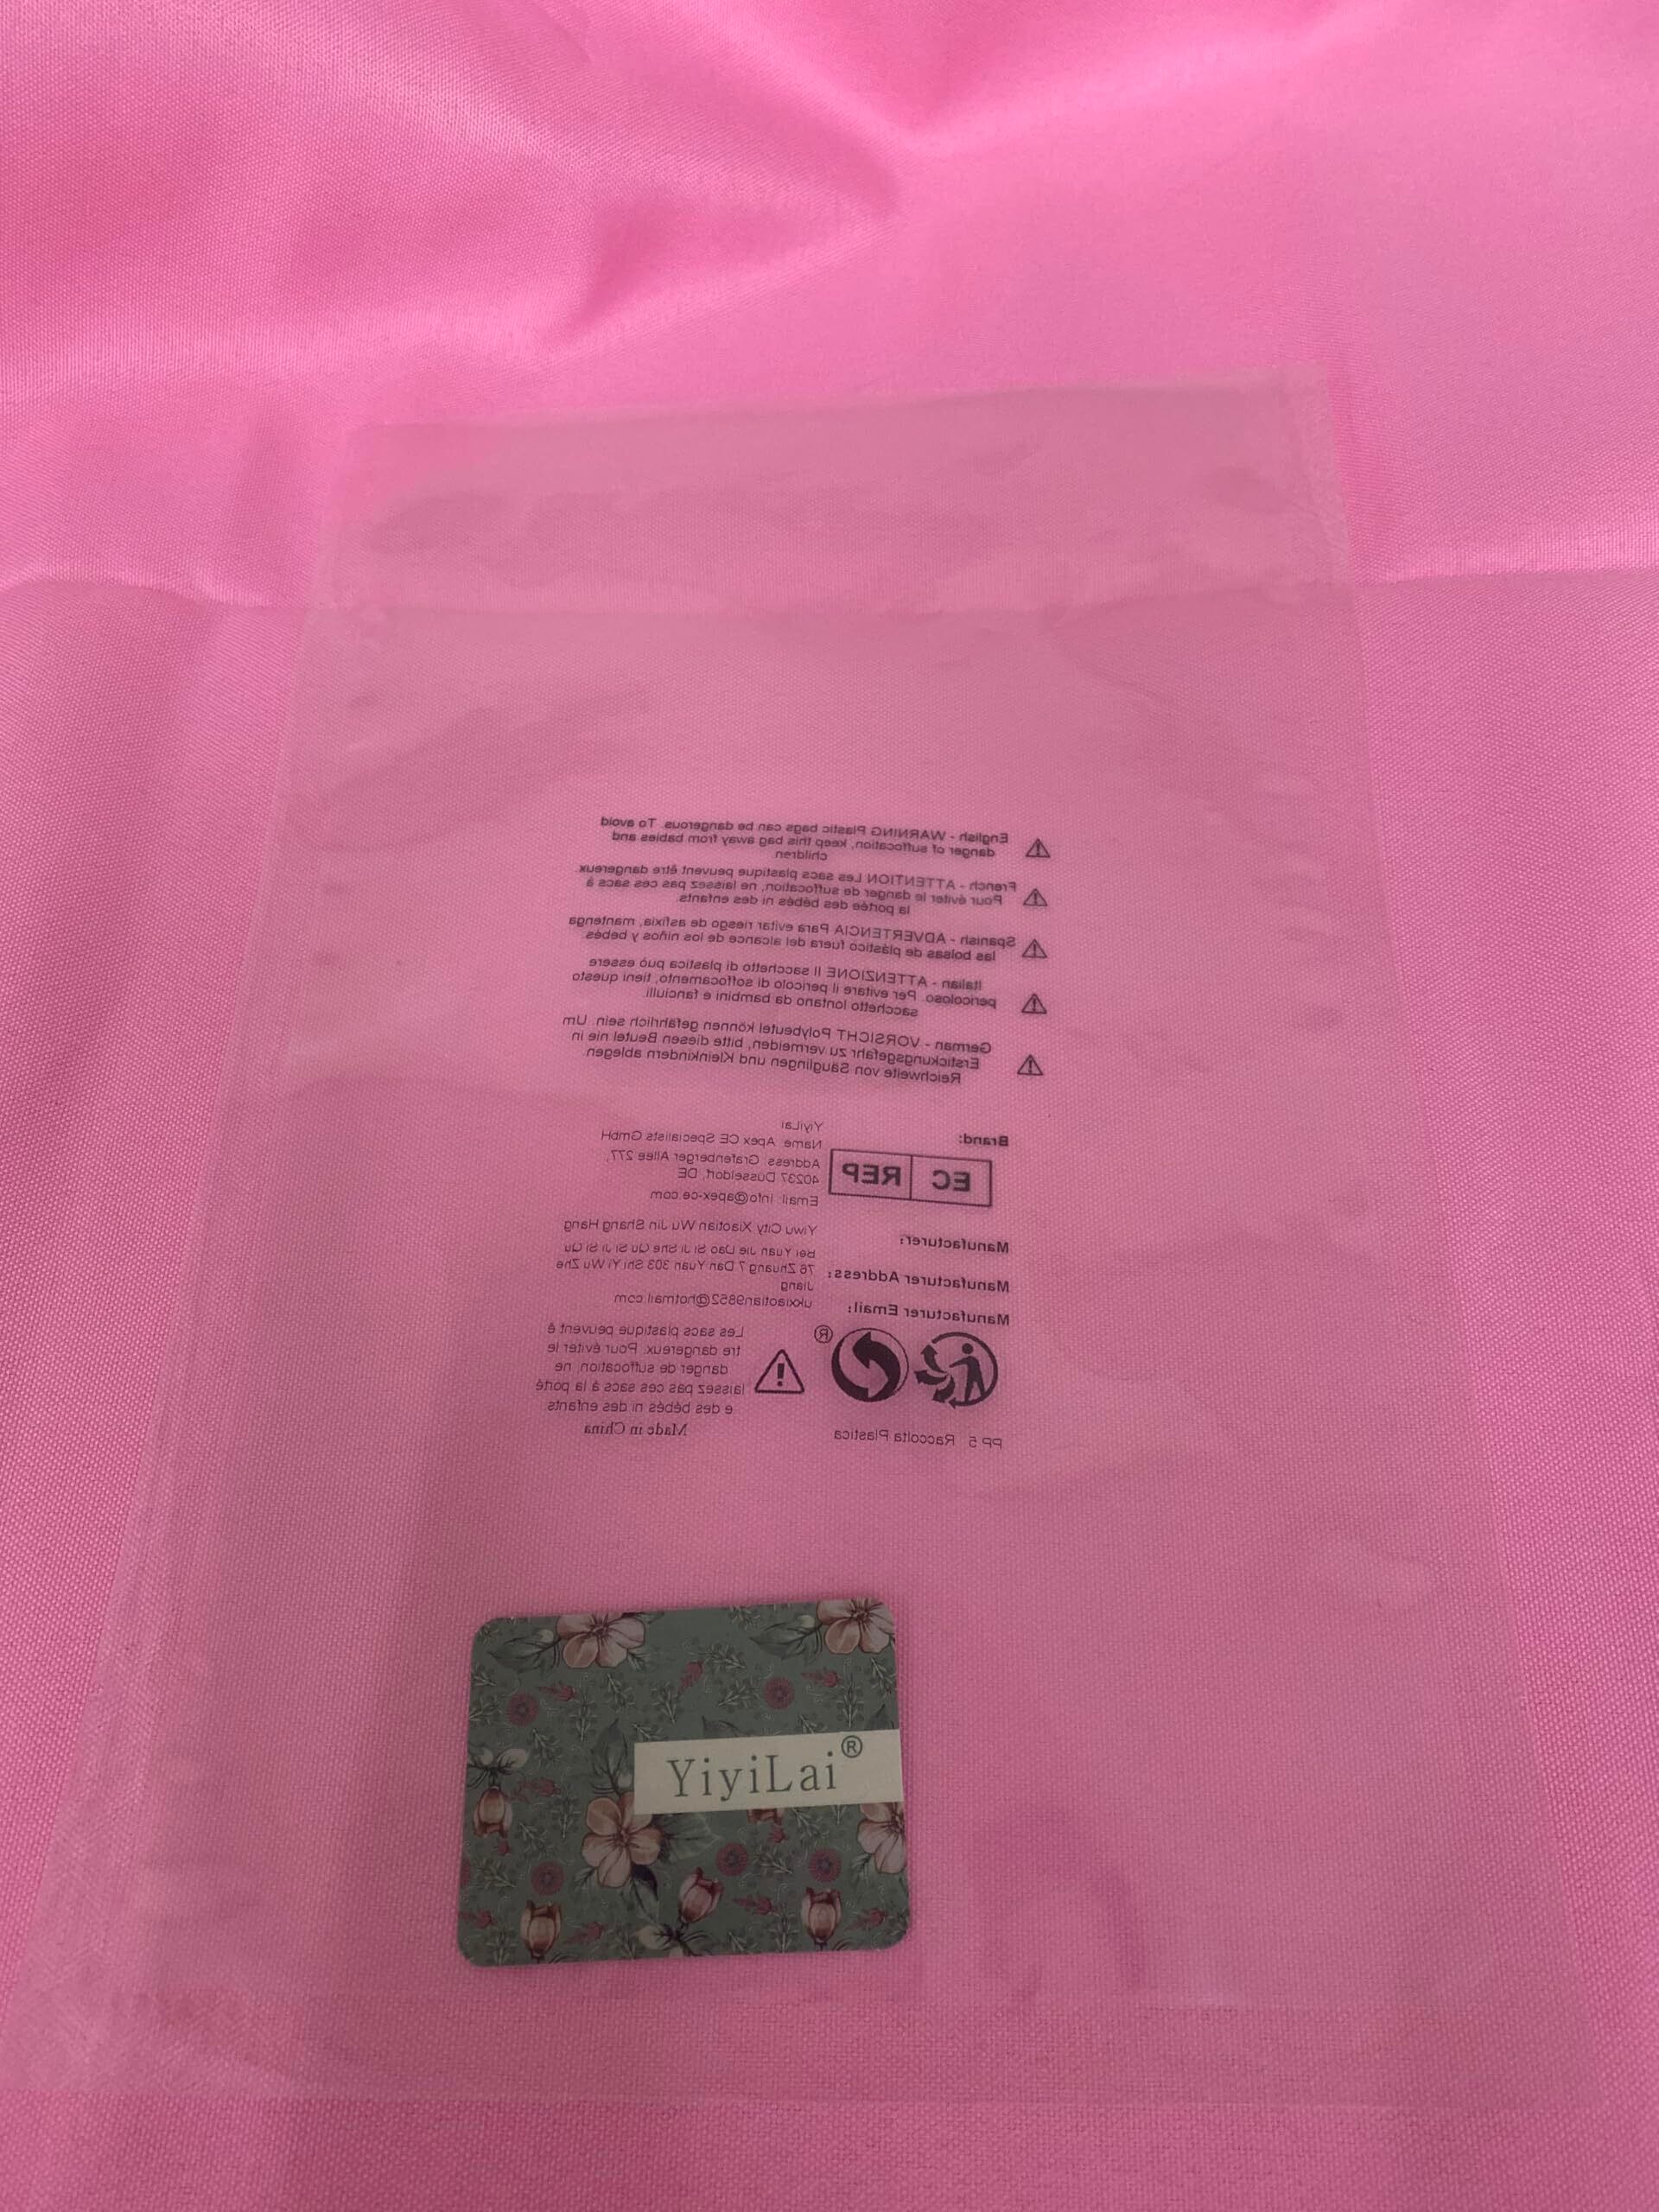 English - WARNING Plastic bags can be dangerous. To avoid
danger of suffocation, keep this bag away from babies and
children
French - ATTENTION Les sacs plastique peuvent être dangereux.
Pour éviter le danger de suffocation, ne laissez pas ces sacs à
la portée des bébés ni des enfants.
Spanish - ADVERTENCIA Para evitar riesgo de asfixia, mantenga
las bolsas de plástico fuera del alcance de los niños y bebés.
Italian - ATTENZIONE Il sacchetto di plastica può essere
pericoloso. Per evitare il pericolo di soffocamento, tieni questo
sacchetto lontano da bambini e fanciulli.
German - VORSICHT Polybeutel können gefährlich sein. Um
Erstickungsgefahr zu vermeiden, bitte diesen Beutel nie in
Reichweite von Säuglingen und Kleinkindern ablegen.
Brand: YiyiLai
EC REP
Name: Apex CE Specialists GmbH
Address: Grafenberger Allee 277,
40237 Düsseldorf, DE
Email: Info@apex-ce.com
Manufacturer: Yiwu City Xiaotian Wu Jin Shang Hang
Manufacturer Address: Bei Yuan Jie Dao Si Ji She Qu Si Ji Si Qu
78 Zhuang 7 Dan Yuan 303 Shi Yi Wu Zhe
Jiang
Manufacturer Email: ukxiaotian9852@hotmail.com
®
Les sacs plastique peuvent ê
tre dangereux. Pour éviter le
danger de suffocation, ne
laissez pas ces sacs à la porté
e des bébés ni des enfants.
PP 5 Raccolta Plastica
Made in China
YiyiLai®